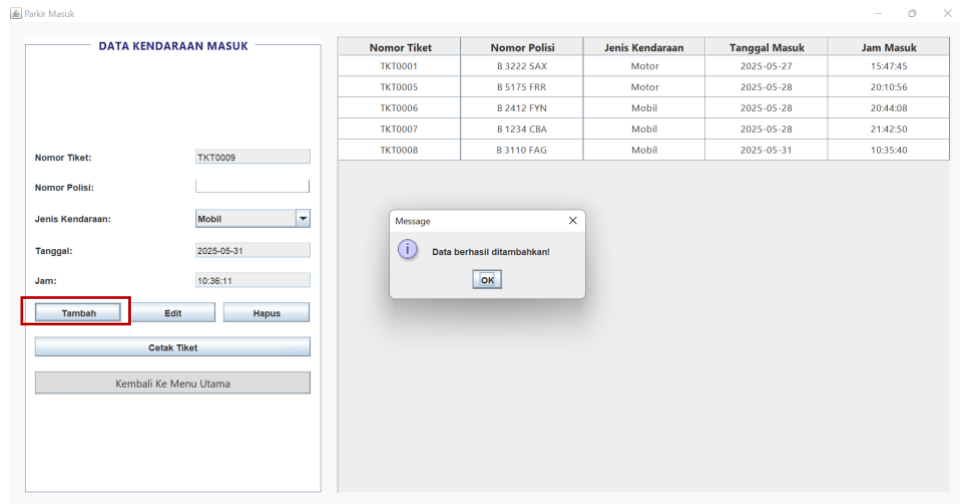 Parkir Masuk
DATA KENDARAAN MASUK
Nomor Tiket: TKT0009
Nomor Polisi:
Jenis Kendaraan: Mobil
Tanggal: 2025-05-31
Jam: 10:36:11
Tambah Edit Hapus
Cetak Tiket
Kembali Ke Menu Utama
Nomor Tiket Nomor Polisi Jenis Kendaraan Tanggal Masuk Jam Masuk
TKT0001 B 3222 SAX Motor 2025-05-27 15:47:45
TKT0005 B 5175 FRR Motor 2025-05-28 20:10:56
TKT0006 B 2412 FYN Mobil 2025-05-28 20:44:08
TKT0007 B 1234 CBA Mobil 2025-05-28 21:42:50
TKT0008 B 3110 FAG Mobil 2025-05-31 10:35:40
Message
Data berhasil ditambahkan!
OK